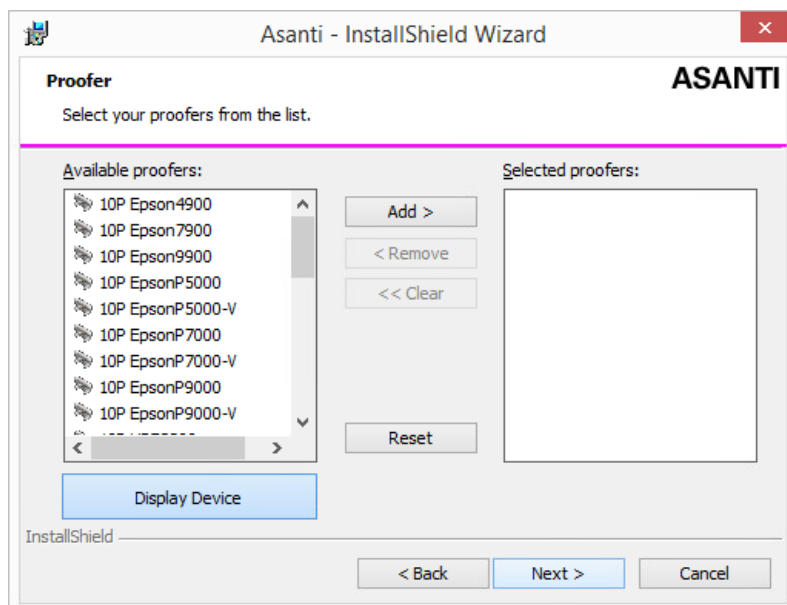 Asanti - InstallShield Wizard
Proofer
ASANTI
Select your proofers from the list.
Available proofers:
10P Epson4900
10P Epson7900
10P Epson9900
10P EpsonP5000
10P EpsonP5000-V
10P EpsonP7000
10P EpsonP7000-V
10P EpsonP9000
10P EpsonP9000-V
Add >
< Remove
<< Clear
Reset
Selected proofers:
Display Device
InstallShield
< Back
Next >
Cancel